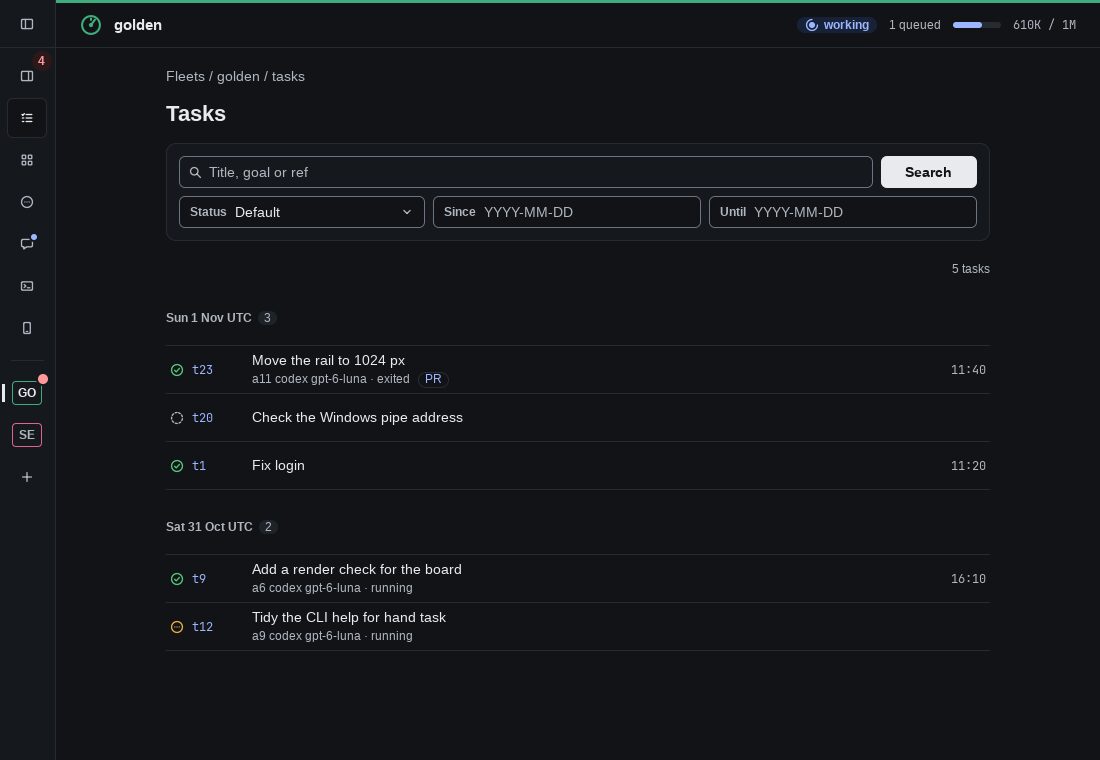 golden
working
1 queued
610K / 1M
4
Fleets / golden / tasks
Tasks
Title, goal or ref
Search
Status Default
Since YYYY-MM-DD
Until YYYY-MM-DD
5 tasks
Sun 1 Nov UTC 3
t23 Move the rail to 1024 px 11:40
a11 codex gpt-6-luna · exited PR
t20 Check the Windows pipe address
t1 Fix login 11:20
Sat 31 Oct UTC 2
t9 Add a render check for the board 16:10
a6 codex gpt-6-luna · running
t12 Tidy the CLI help for hand task
a9 codex gpt-6-luna · running
GO
SE